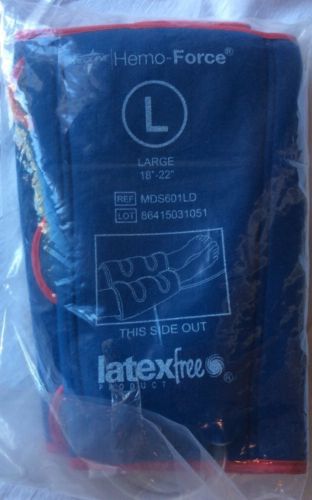 Hemo-Force®
L
LARGE
18"-22"
REF MDS601LD
LOT 86415031051
THIS SIDE OUT
latexfree®
PRODUCT